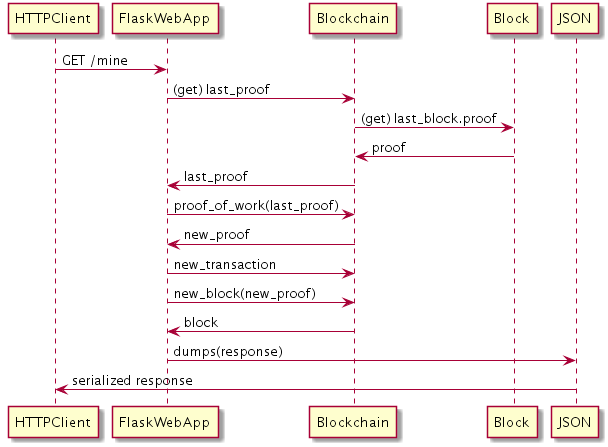 HTTPClient FlaskWebApp Blockchain Block JSON
GET /mine
(get) last_proof
(get) last_block.proof
proof
last_proof
proof_of_work(last_proof)
new_proof
new_transaction
new_block(new_proof)
block
dumps(response)
serialized response
HTTPClient FlaskWebApp Blockchain Block JSON